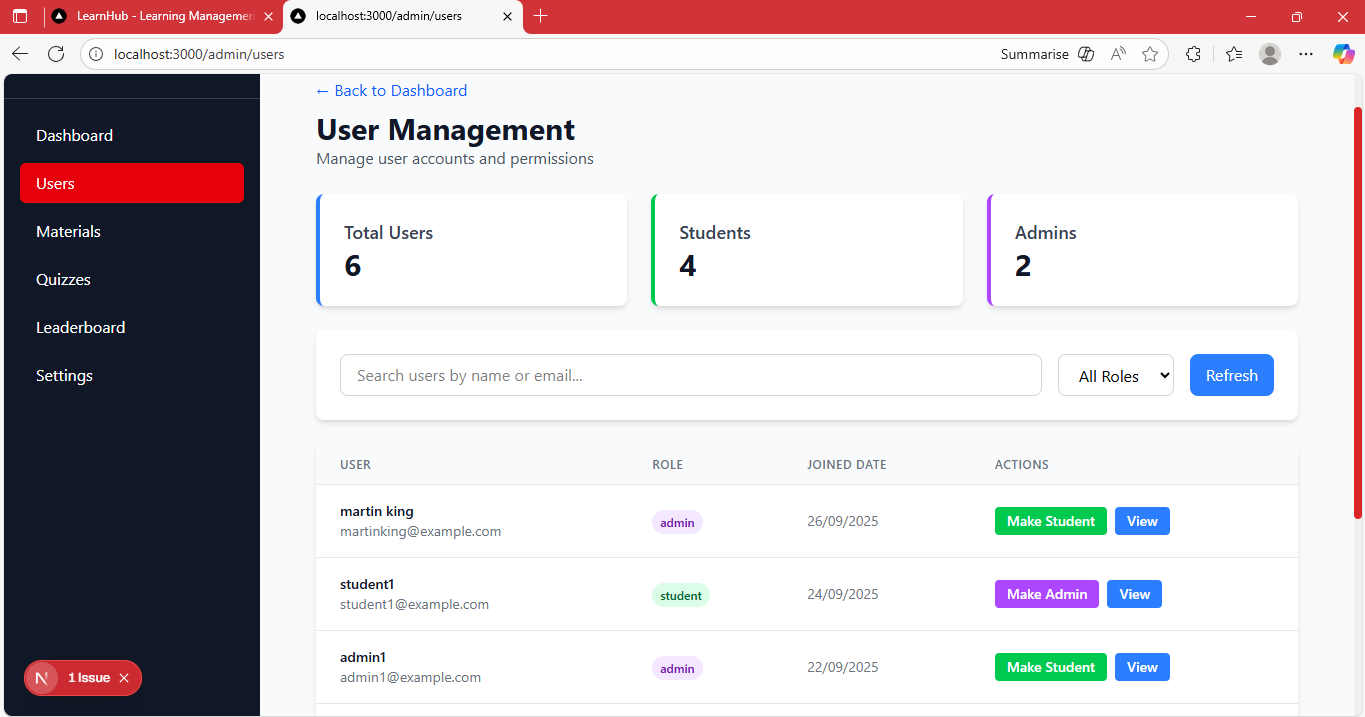 LearnHub - Learning Managemen
localhost:3000/admin/users
localhost:3000/admin/users
Summarise
← Back to Dashboard
User Management
Manage user accounts and permissions
Dashboard
Users
Materials
Quizzes
Leaderboard
Settings
Total Users
6
Students
4
Admins
2
Search users by name or email...
All Roles
Refresh
USER ROLE JOINED DATE ACTIONS
martin king
martinking@example.com
admin 26/09/2025 Make Student View
student1
student1@example.com
student 24/09/2025 Make Admin View
admin1
admin1@example.com
admin 22/09/2025 Make Student View
N 1 Issue